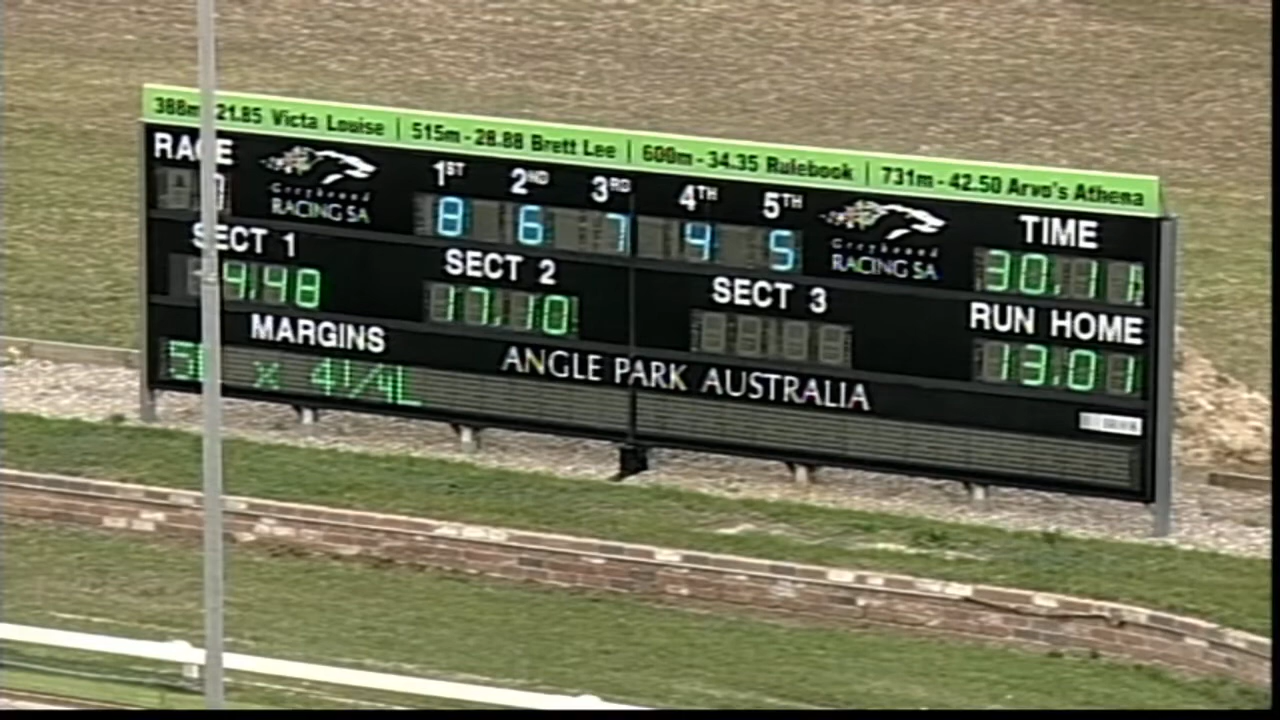 388m 21.85 Victa Louise | 515m - 28.88 Brett Lee | 600m - 34.35 Rulebook | 731m - 42.50 Arvo's Athena
RACE
Greyhound
RACING SA
1ST 2ND 3RD 4TH 5TH
8 6 7 4 5
Greyhound
RACING SA
TIME
30.11
SECT 1
4.48
SECT 2
17.10
SECT 3
RUN HOME
13.01
MARGINS
x 4 1/4L
ANGLE PARK AUSTRALIA